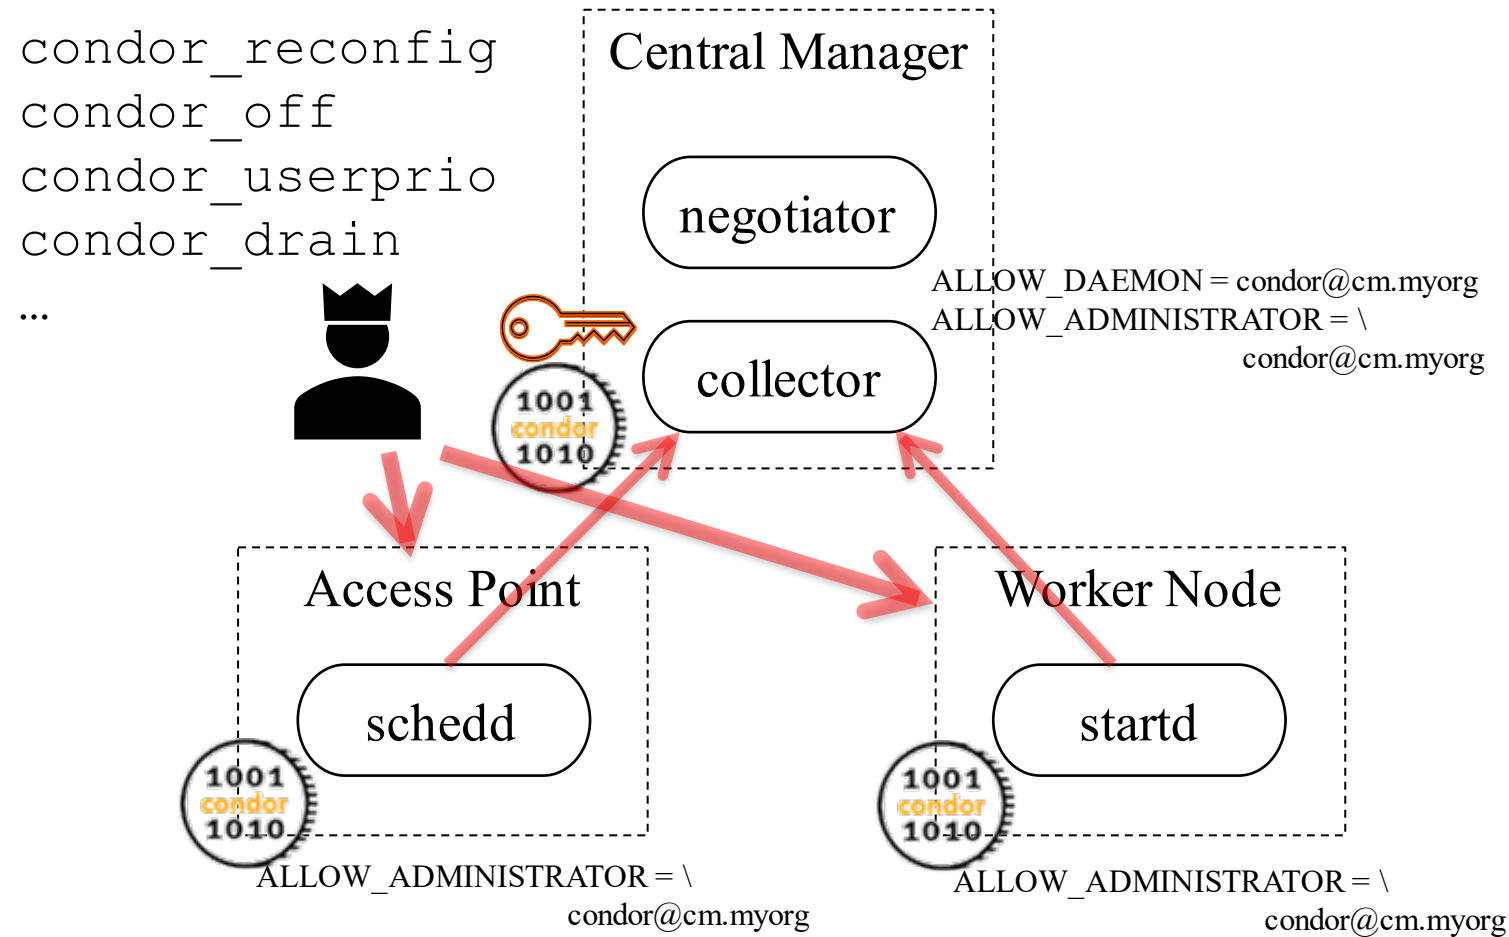 condor_reconfig
condor_off
condor_userprio
condor_drain
...
Central Manager
negotiator
ALLOW_DAEMON = condor@cm.myorg
ALLOW_ADMINISTRATOR = \
condor@cm.myorg
collector
1001
condor
1010
Access Point
schedd
1001
condor
1010
ALLOW_ADMINISTRATOR = \
condor@cm.myorg
Worker Node
startd
1001
condor
1010
ALLOW_ADMINISTRATOR = \
condor@cm.myorg